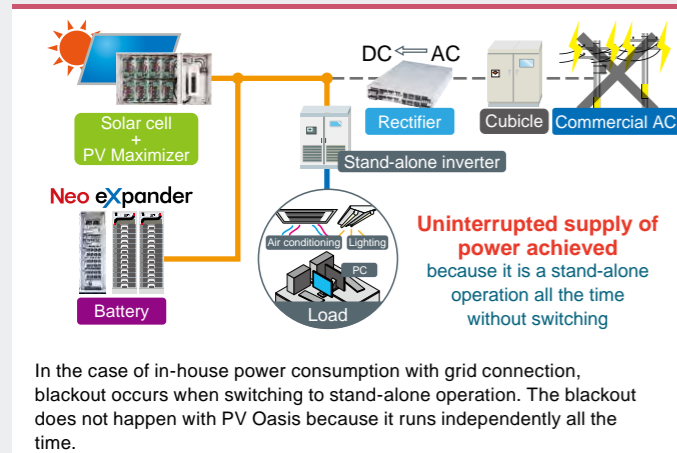 DC AC
Solar cell
+
PV Maximizer
Rectifier
Cubicle
Commercial AC
Stand-alone inverter
Neo eXpander
Battery
Air conditioning
Lighting
PC
Load
Uninterrupted supply of
power achieved
because it is a stand-alone
operation all the time
without switching
In the case of in-house power consumption with grid connection,
blackout occurs when switching to stand-alone operation. The blackout
does not happen with PV Oasis because it runs independently all the
time.